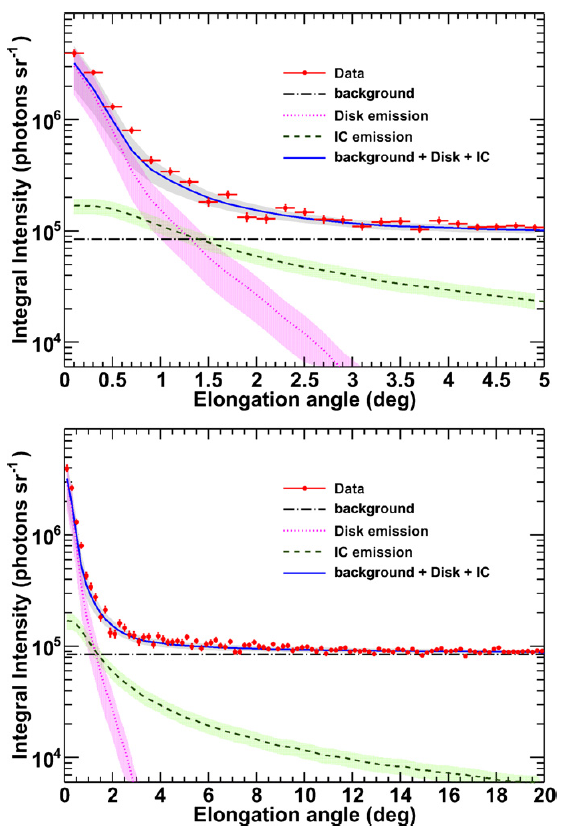 Integral Intensity (photons sr⁻¹)
10⁶
10⁵
10⁴
Data
background
Disk emission
IC emission
background + Disk + IC
0 0.5 1 1.5 2 2.5 3 3.5 4 4.5 5
Elongation angle (deg)
Integral Intensity (photons sr⁻¹)
10⁶
10⁵
10⁴
Data
background
Disk emission
IC emission
background + Disk + IC
0 2 4 6 8 10 12 14 16 18 20
Elongation angle (deg)